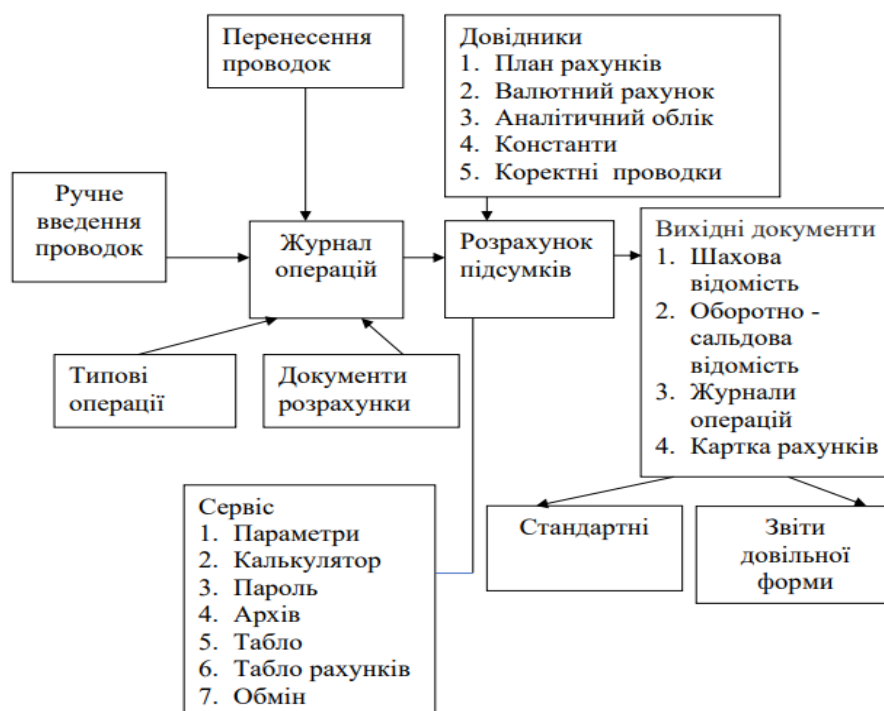 Перенесення
проводок
Довідники
1. План рахунків
2. Валютний рахунок
3. Аналітичний облік
4. Константи
5. Коректні проводки
Ручне
введення
проводок
Журнал
операцій
Розрахунок
підсумків
Вихідні документи
1. Шахова
відомість
2. Оборотно -
сальдова
відомість
3. Журнали
операцій
4. Картка рахунків
Типові
операції
Документи
розрахунки
Сервіс
1. Параметри
2. Калькулятор
3. Пароль
4. Архів
5. Табло
6. Табло рахунків
7. Обмін
Стандартні
Звіти
довільної
форми